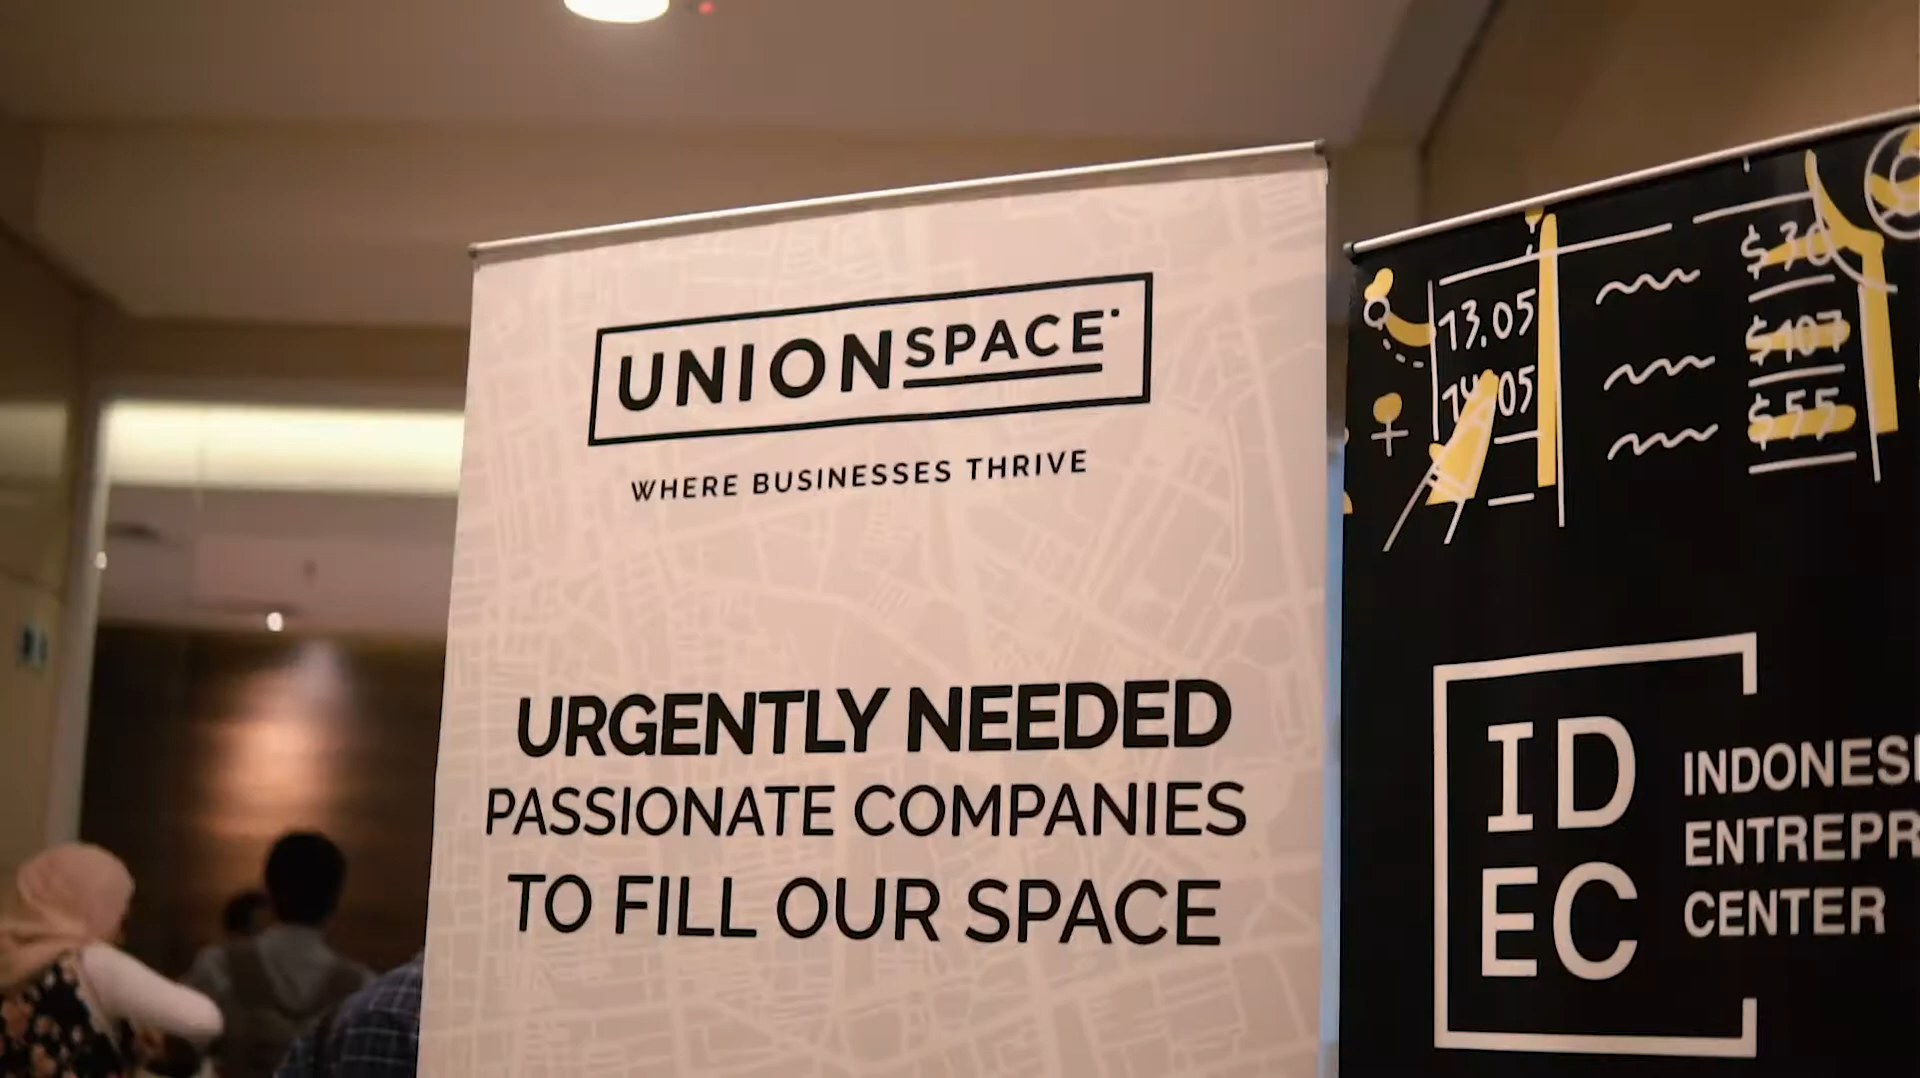 UNIONSPACE
WHERE BUSINESSES THRIVE
URGENTLY NEEDED
PASSIONATE COMPANIES
TO FILL OUR SPACE
13.05
14.05
$30
$107
$55
ID
EC
INDONESI
ENTREPR
CENTER